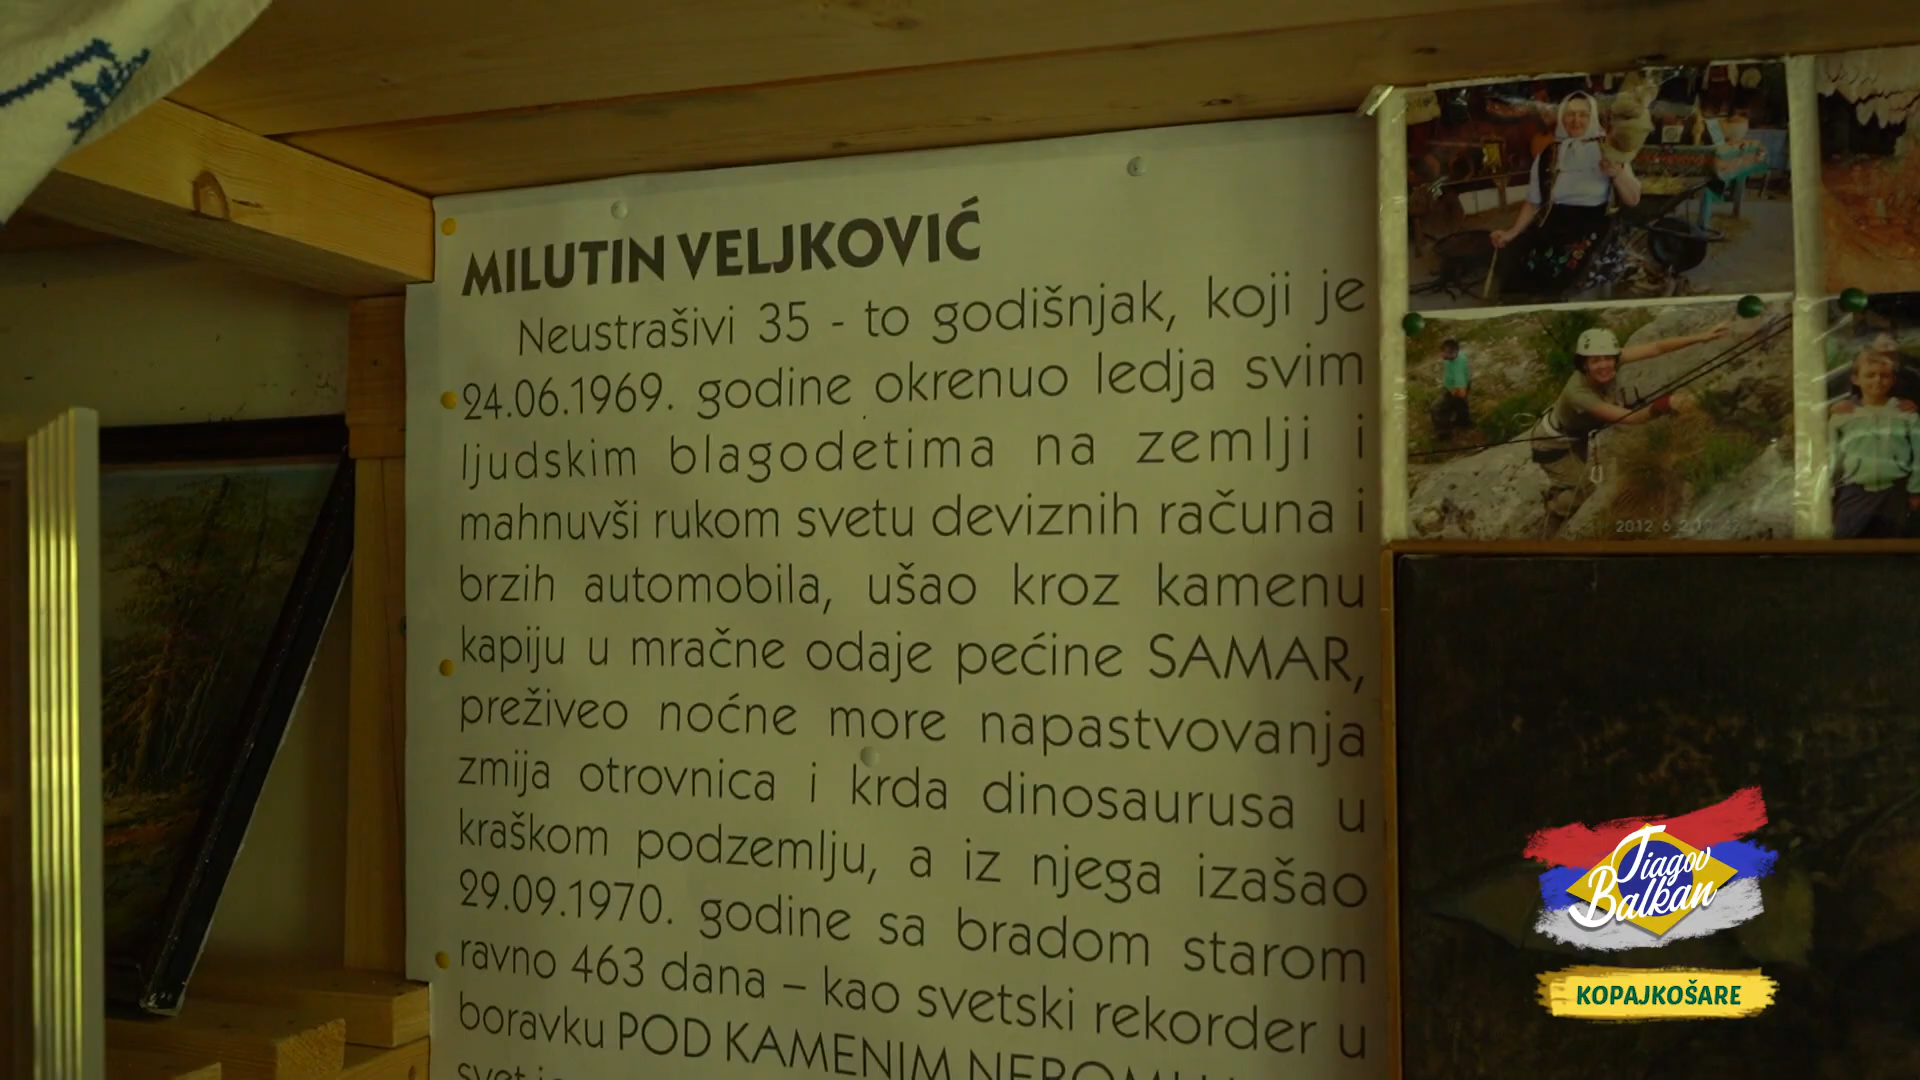 MILUTIN VELJKOVIĆ
Neustrašivi 35 - to godišnjak, koji je
24.06.1969. godine okrenuo ledja svim
ljudskim blagodetima na zemlji i
mahnuvši rukom svetu deviznih računa i
brzih automobila, ušao kroz kamenu
kapiju u mračne odaje pećine SAMAR,
preživeo noćne more napastvovanja
zmija otrovnica i krda dinosaurusa u
kraškom podzemlju, a iz njega izašao
29.09.1970. godine sa bradom starom
ravno 463 dana – kao svetski rekorder u
boravku POD KAMENIM
2012 6 2
Tiagov
Balkan
KOPAJKOŠARE